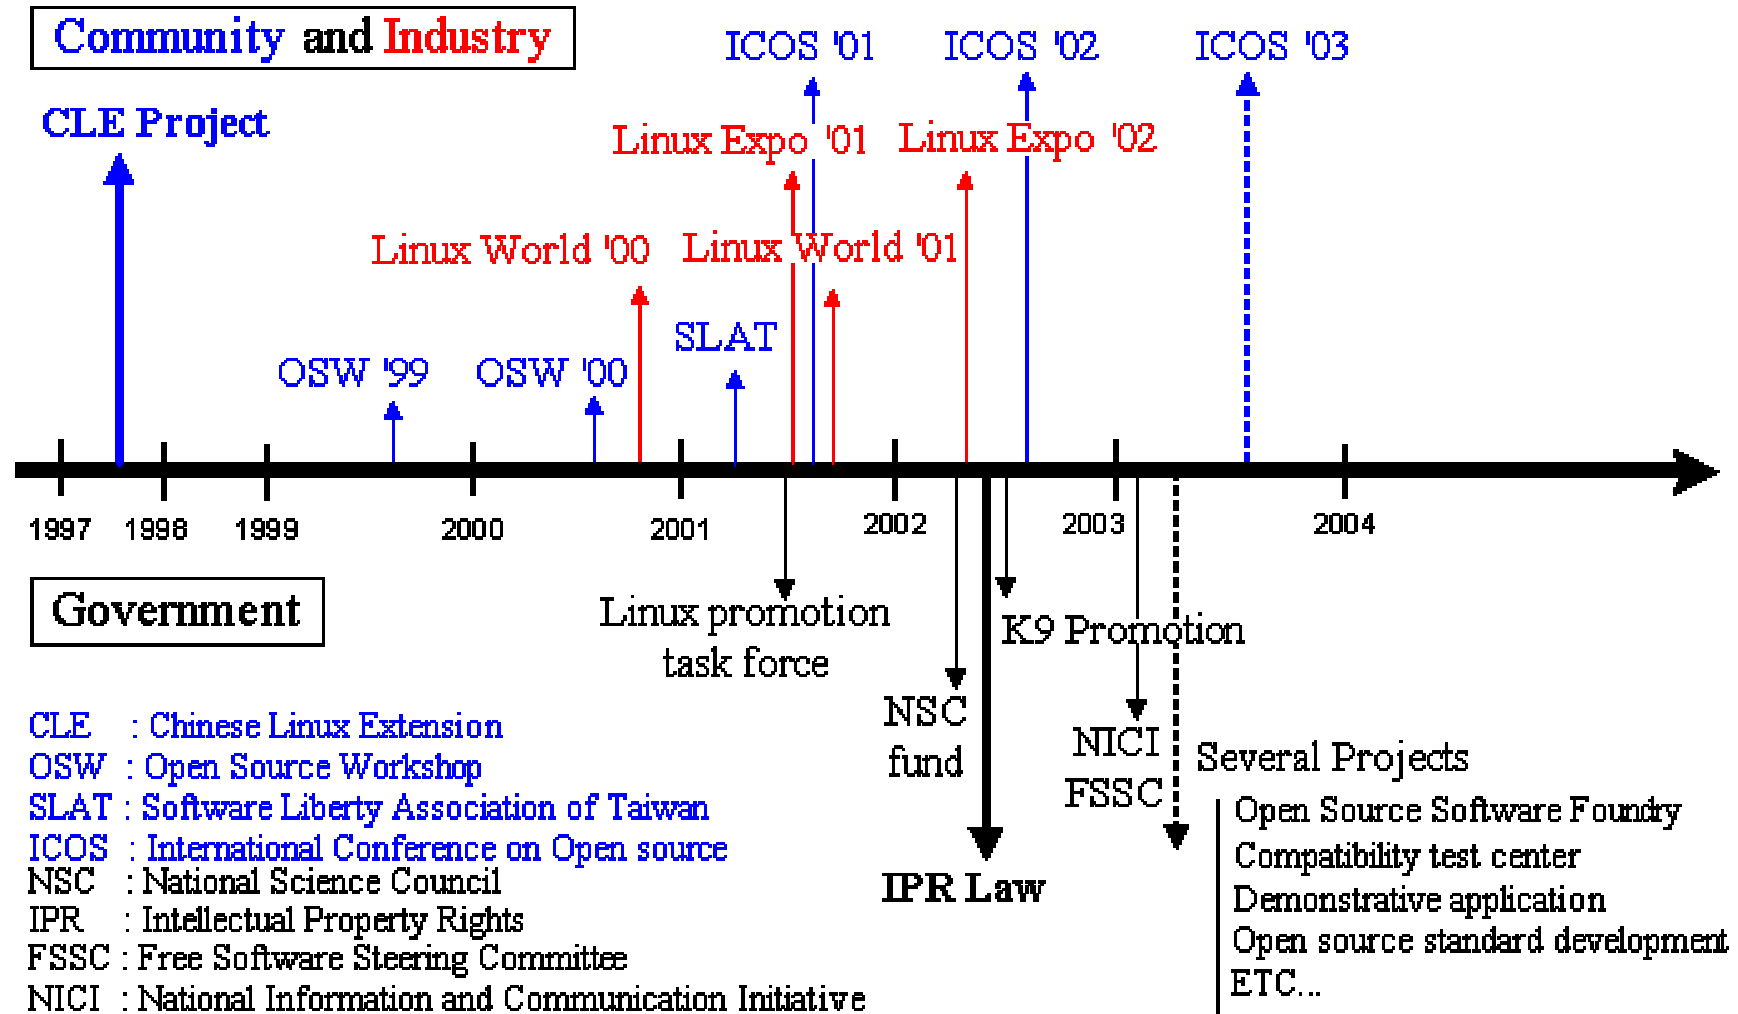 Community and Industry
ICOS '01
ICOS '02
ICOS '03
CLE Project
Linux Expo '01
Linux Expo '02
Linux World '00
Linux World '01
SLAT
OSW '99
OSW '00
1997
1998
1999
2000
2001
2002
2003
2004
Government
Linux promotion
task force
K9 Promotion
NSC
fund
NICI
FSSC
IPR Law
Several Projects
Open Source Software Foundry
Compatibility test center
Demonstrative application
Open source standard development
ETC...
CLE : Chinese Linux Extension
OSW : Open Source Workshop
SLAT : Software Liberty Association of Taiwan
ICOS : International Conference on Open source
NSC : National Science Council
IPR : Intellectual Property Rights
FSSC : Free Software Steering Committee
NICI : National Information and Communication Initiative